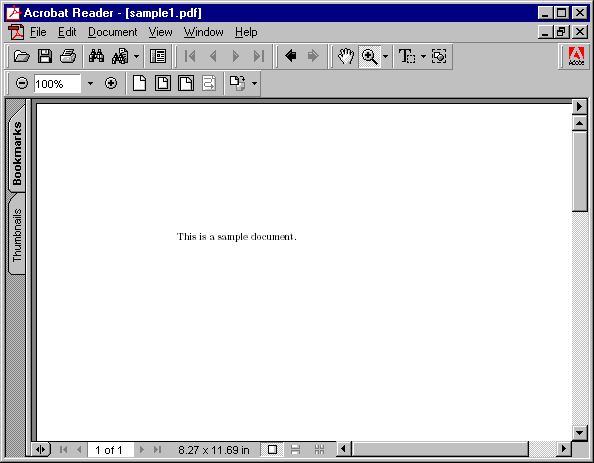 Acrobat Reader - [sample1.pdf]
File Edit Document View Window Help
Adobe
100%
Bookmarks
Thumbnails
This is a sample document.
1 of 1 8.27 x 11.69 in